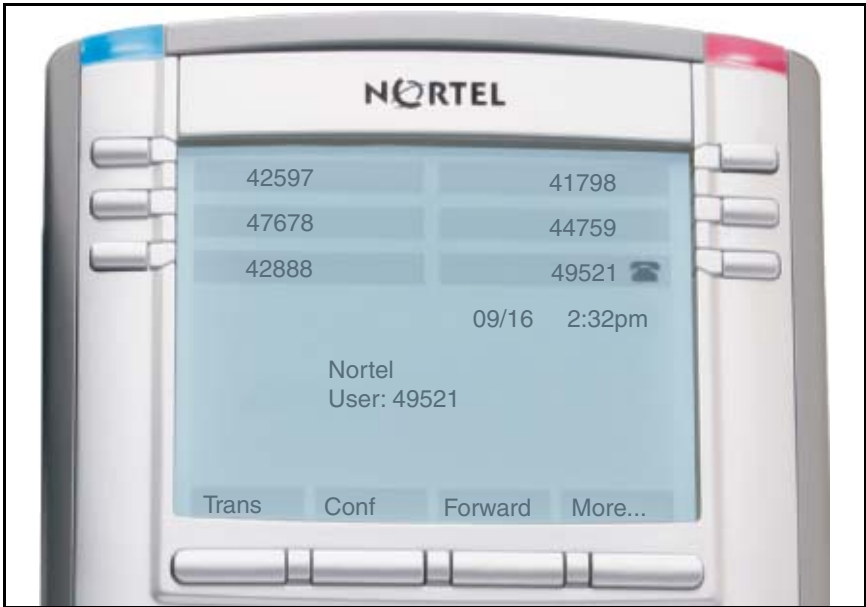 NORTEL
42597 41798
47678 44759
42888 49521
09/16 2:32pm
Nortel
User: 49521
Trans Conf Forward More...